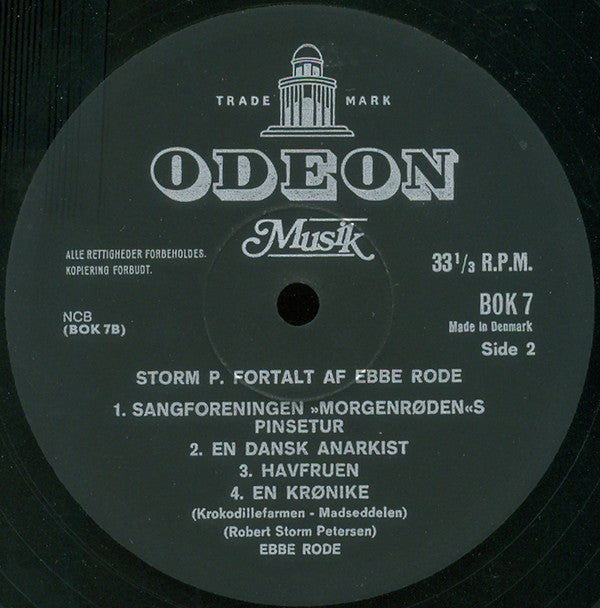 TRADE MARK
ODEON
Musik
ALLE RETTIGHEDER FORBEHOLDES.
KOPIERING FORBUDT.
33 1/3 R.P.M.
NCB
(BOK 7B)
BOK 7
Made in Denmark
Side 2
STORM P. FORTALT AF EBBE RODE
1. SANGFORENINGEN »MORGENRØDEN«S
PINSETUR
2. EN DANSK ANARKIST
3. HAVFRUEN
4. EN KRØNIKE
(Krokodillefarmen - Madseddelen)
(Robert Storm Petersen)
EBBE RODE